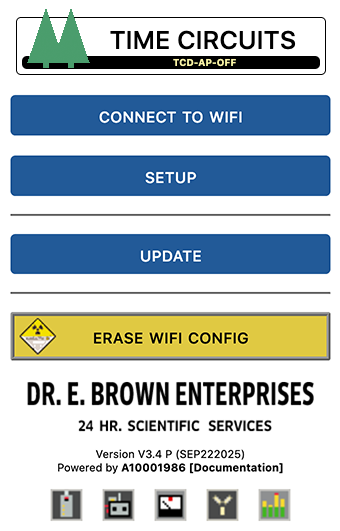 TIME CIRCUITS
TCD-AP-OFF
CONNECT TO WIFI
SETUP
UPDATE
ERASE WIFI CONFIG
DR. E. BROWN ENTERPRISES
24 HR. SCIENTIFIC SERVICES
Version V3.4 P (SEP222025)
Powered by A10001986 [Documentation]